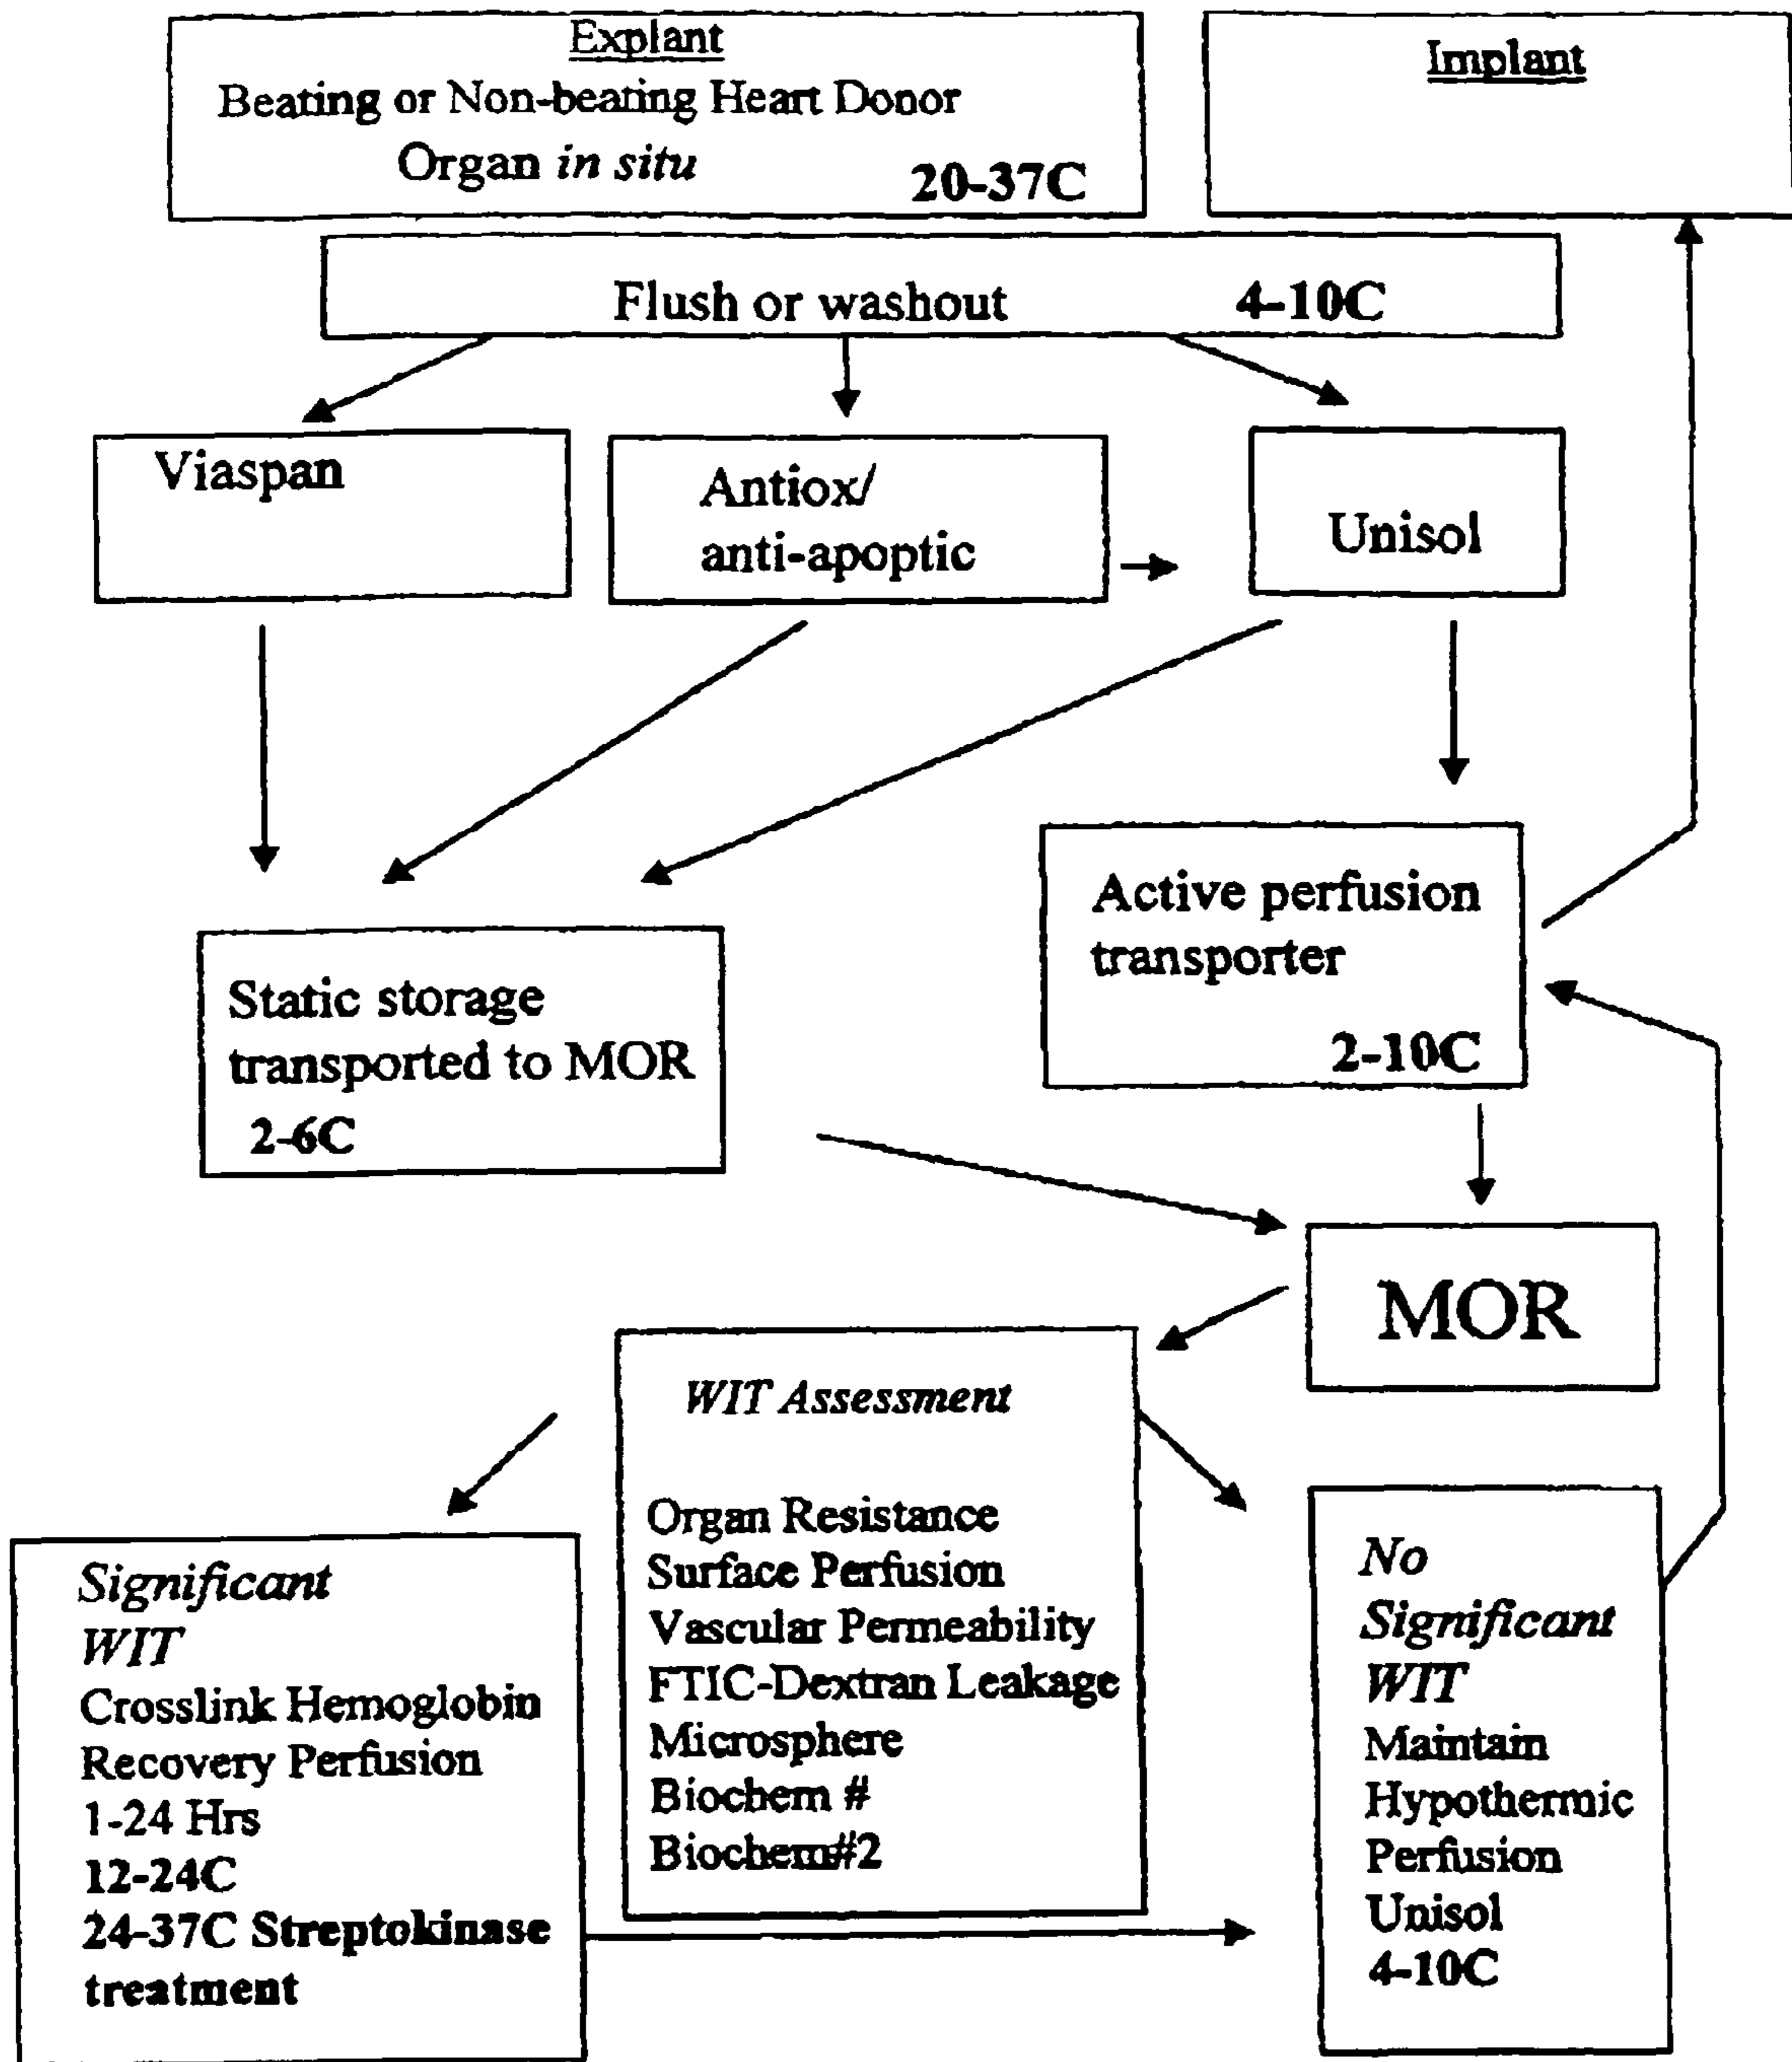 Explant
Beating or Non-beating Heart Donor
Organ in situ 20-37C
Implant
Flush or washout 4-10C
Viaspan
Antiox/
anti-apoptic
Unisol
Active perfusion
transporter
2-10C
Static storage
transported to MOR
2-6C
MOR
WIT Assessment
Organ Resistance
Surface Perfusion
Vascular Permeability
FTIC-Dextran Leakage
Microsphere
Biochem #
Biochem#2
Significant
WIT
Crosslink Hemoglobin
Recovery Perfusion
1-24 Hrs
12-24C
24-37C Streptokinase
treatment
No
Significant
WIT
Maintain
Hypothermic
Perfusion
Unisol
4-10C